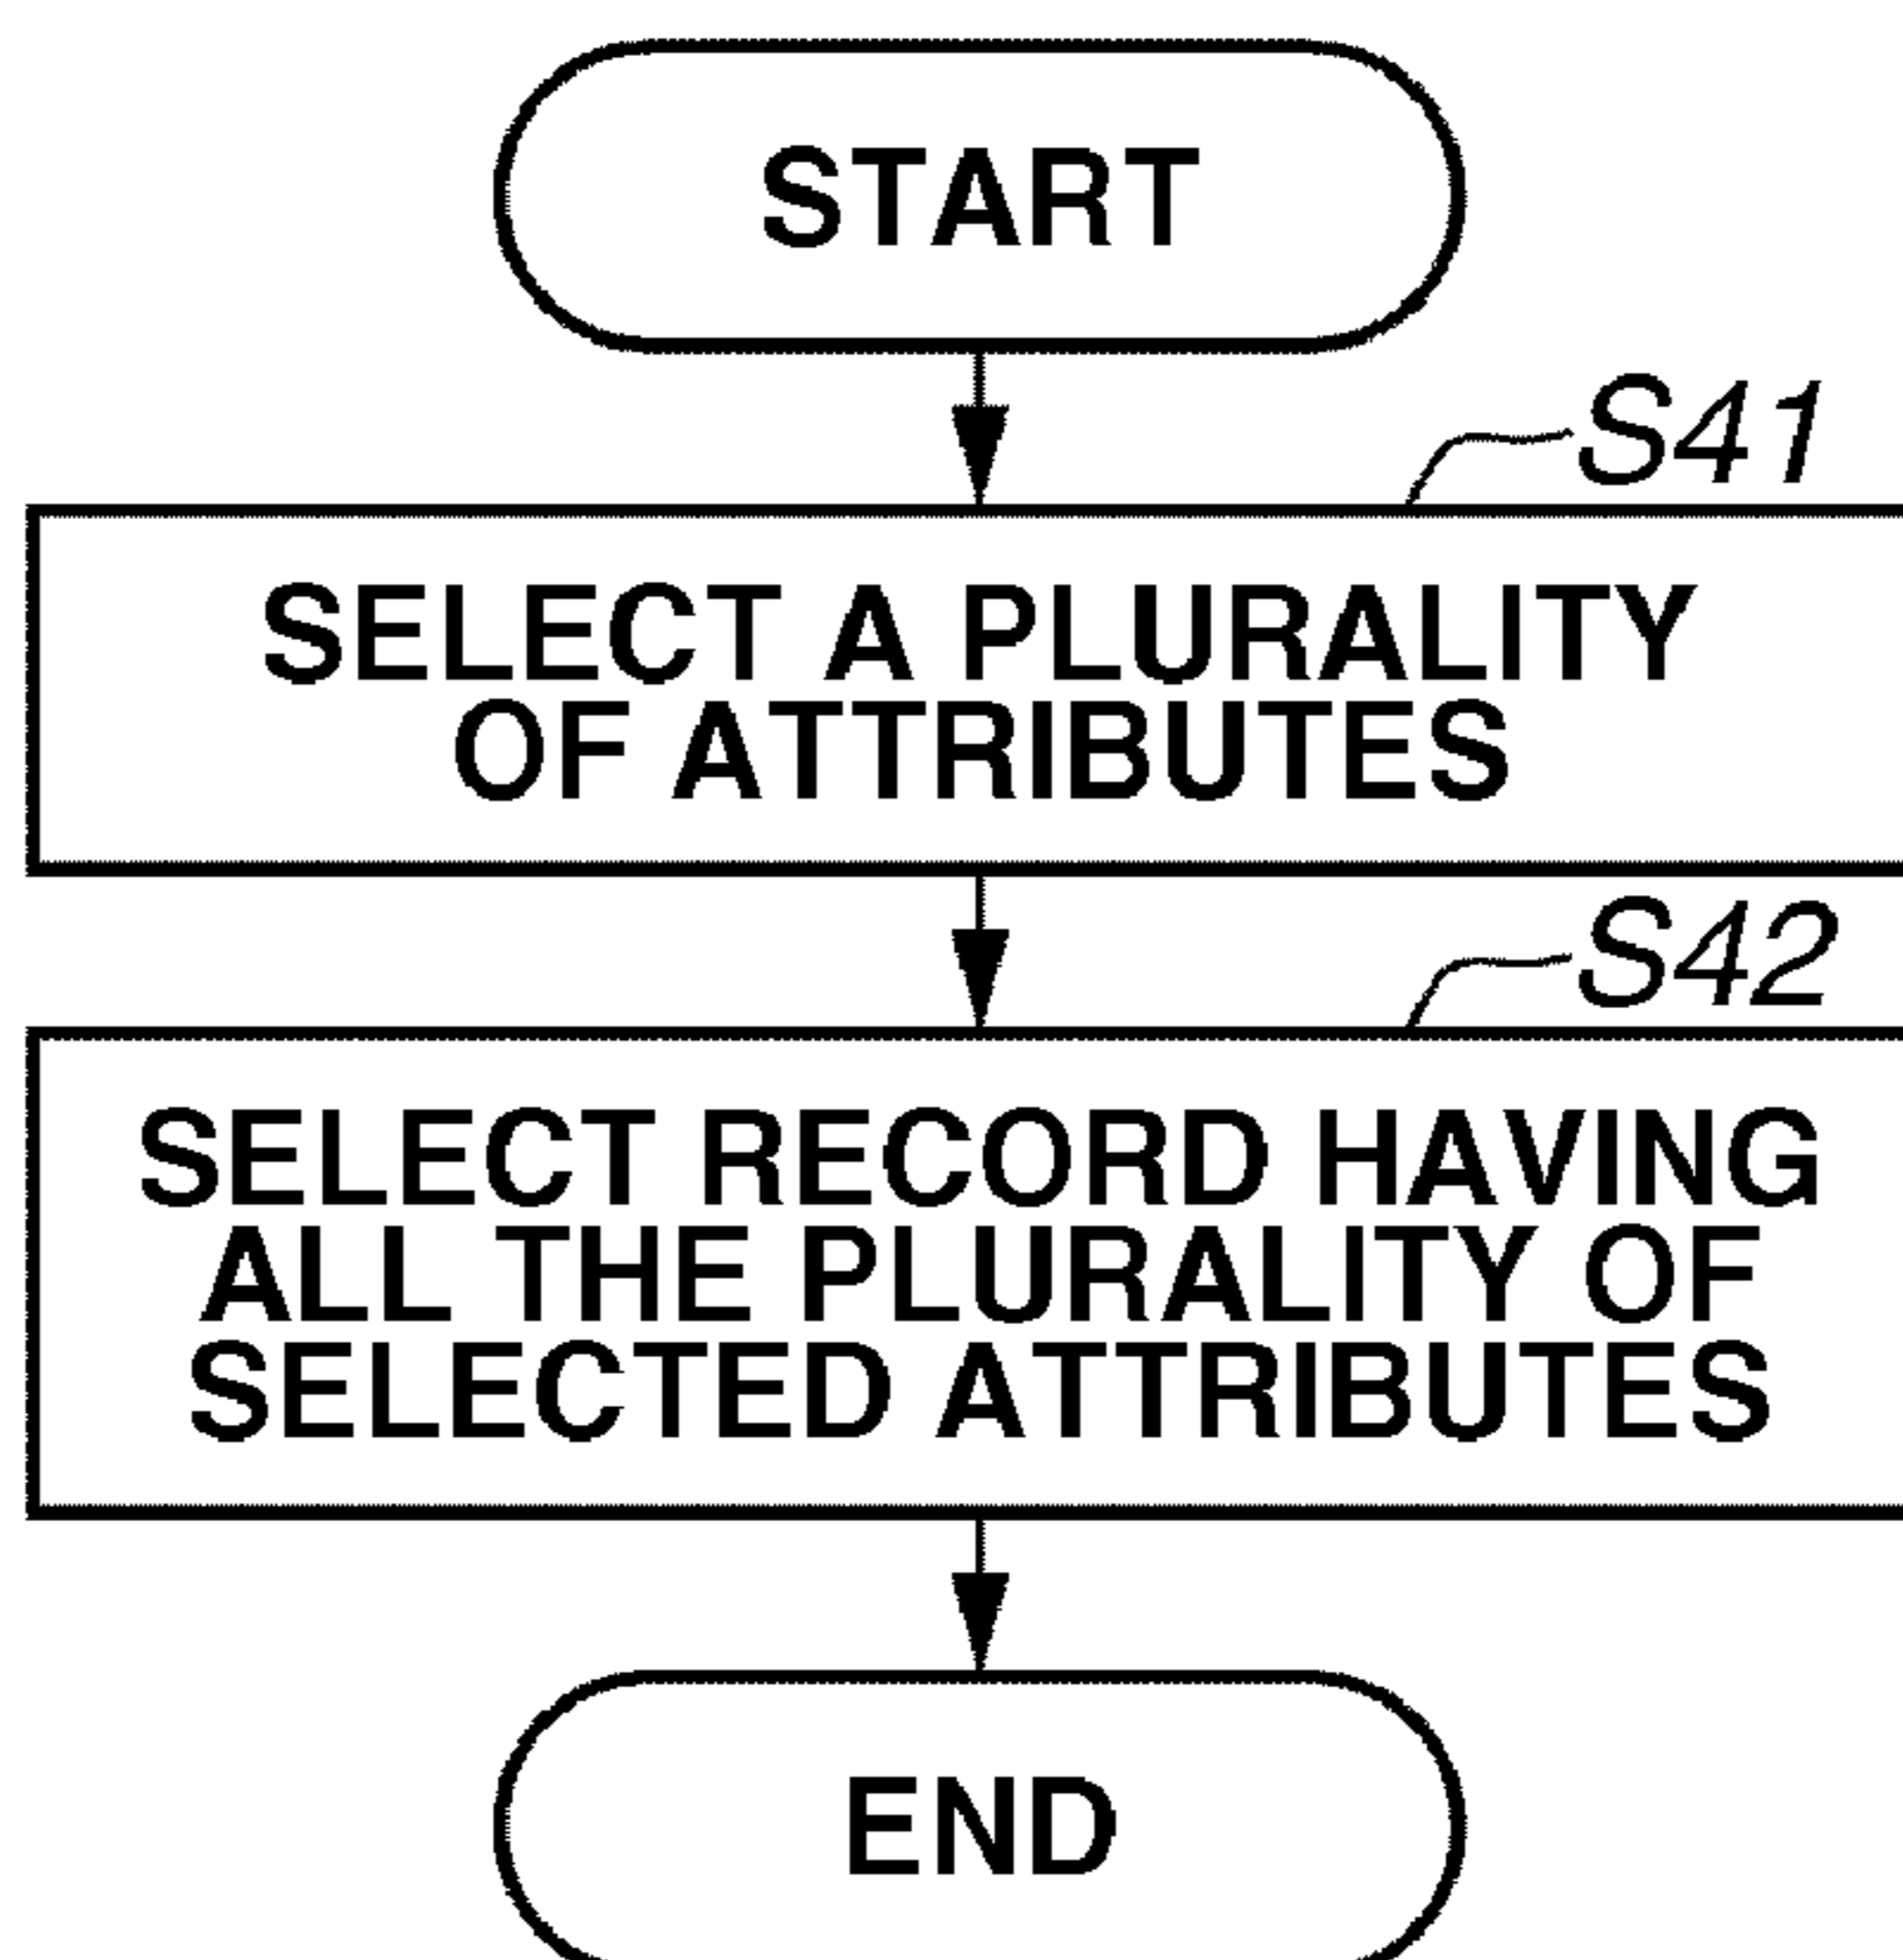 START
S41
SELECT A PLURALITY
OF ATTRIBUTES
S42
SELECT RECORD HAVING
ALL THE PLURALITY OF
SELECTED ATTRIBUTES
END